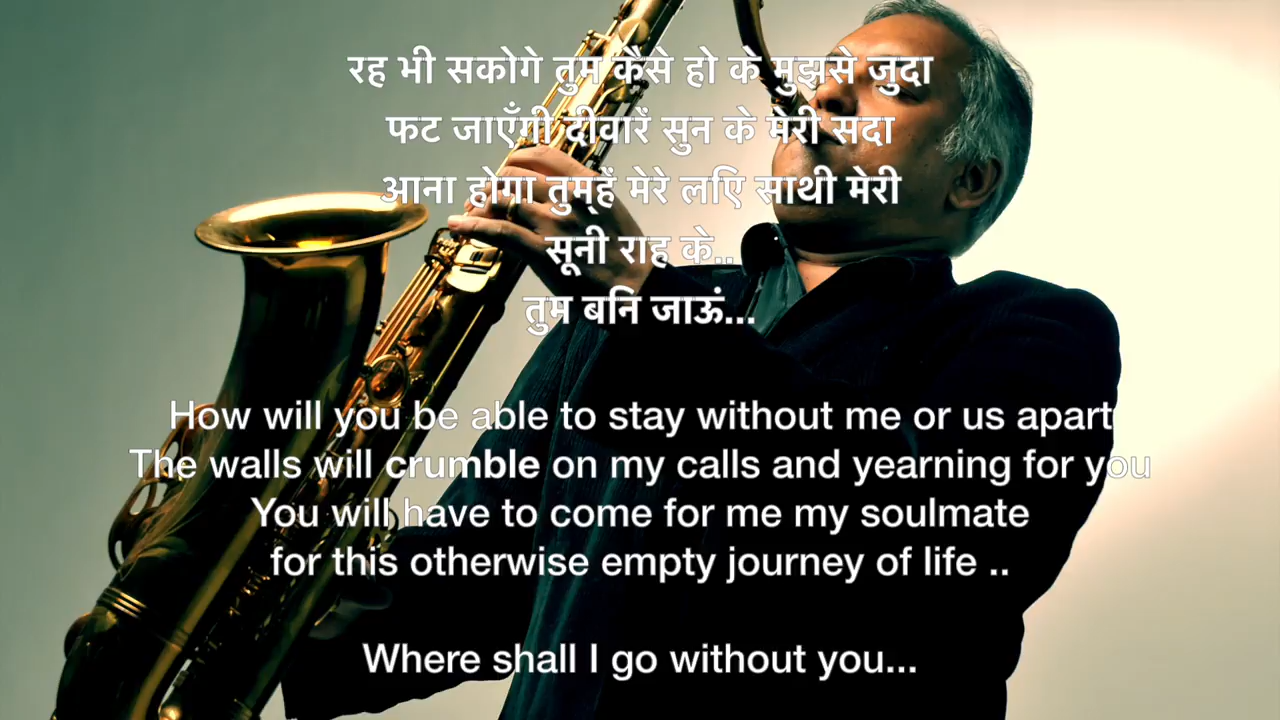 रह भी सकोगे तुम कैसे हो के मुझसे जुदा
फट जाएँगी दीवारें सुन के मेरी सदा
आना होगा तुम्हें मेरे लिए साथी मेरी
सूनी राह के..
तुम बिन जाऊं...
How will you be able to stay without me or us apart
The walls will crumble on my calls and yearning for you
You will have to come for me my soulmate
for this otherwise empty journey of life ..
Where shall I go without you...